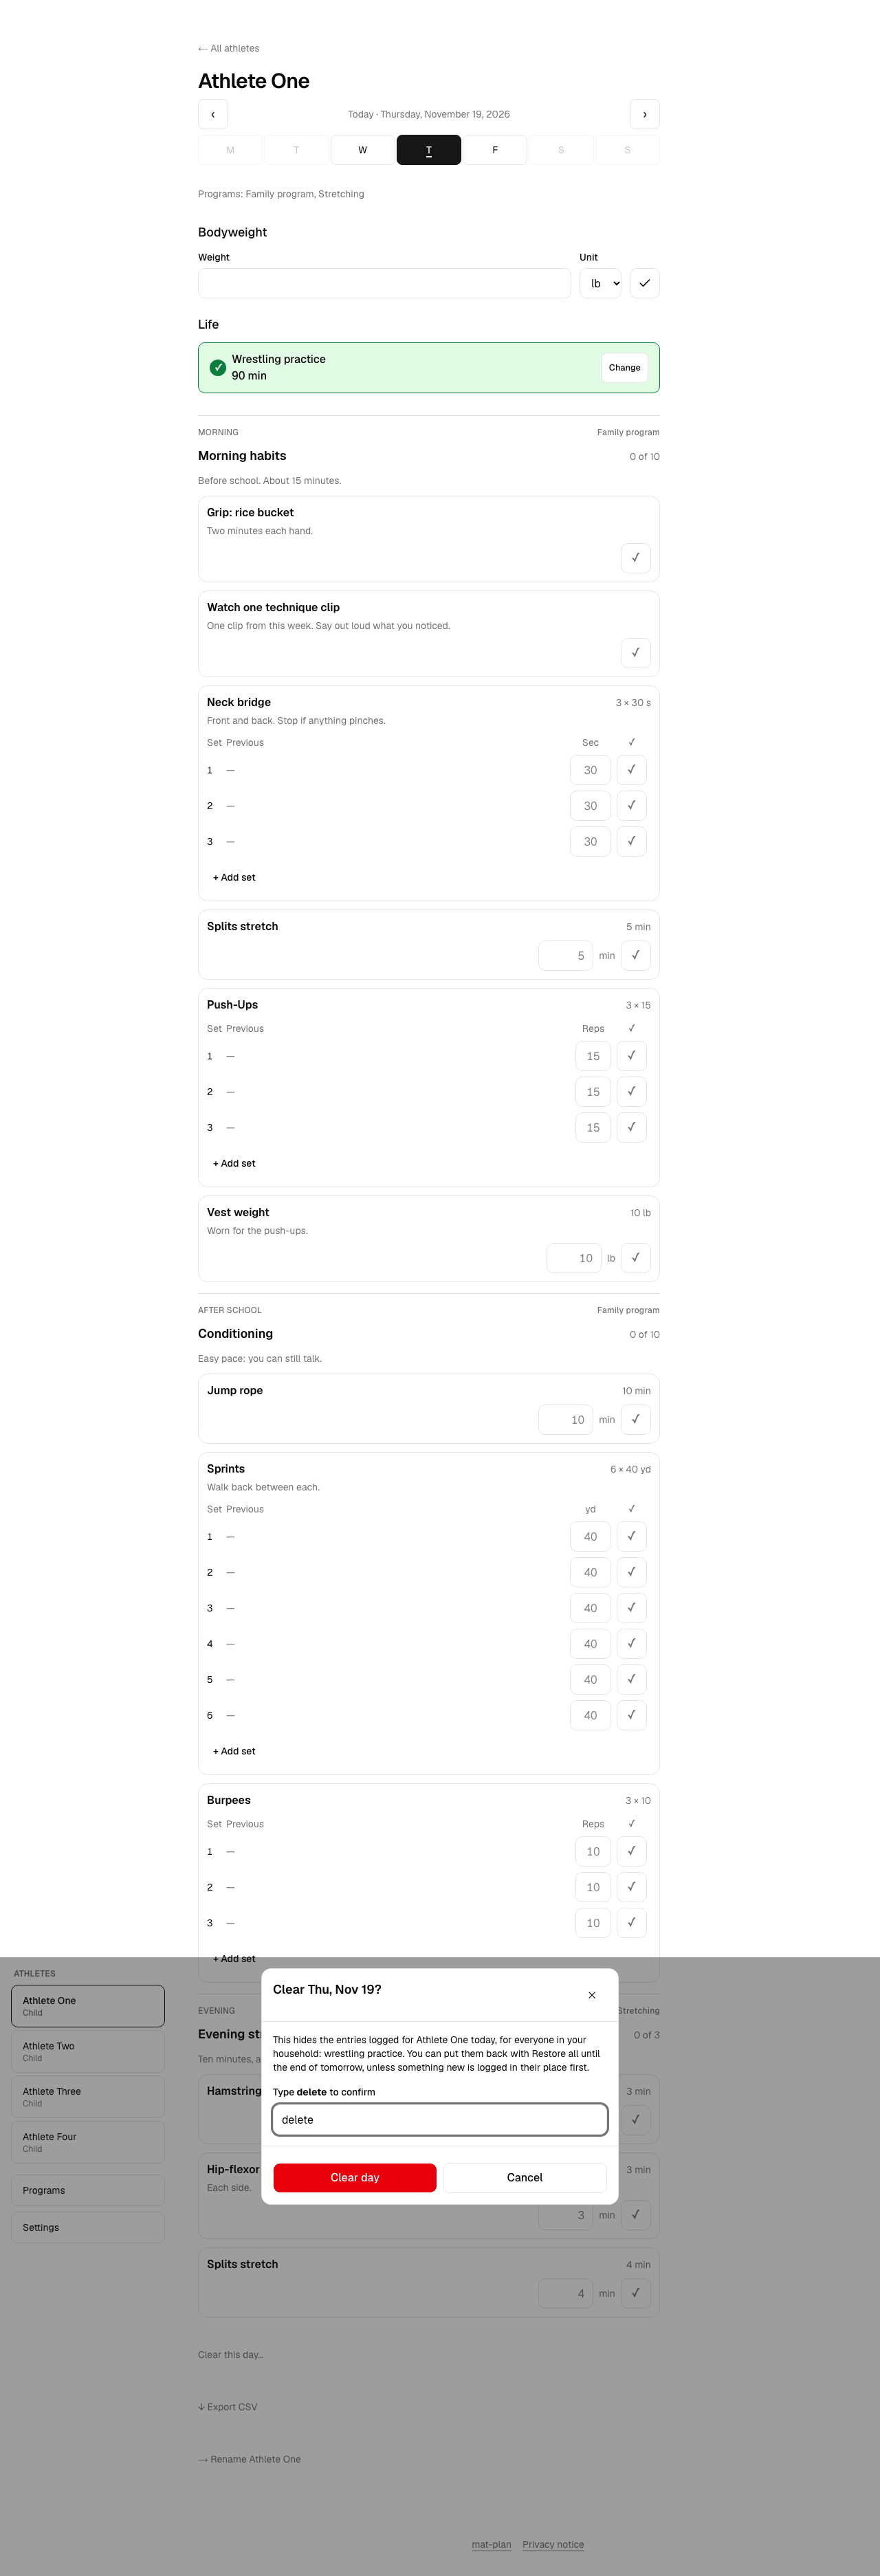 ← All athletes
Athlete One
‹ Today · Thursday, November 19, 2026 ›
M T W T F S S
Programs: Family program, Stretching
Bodyweight
Weight Unit
lb ✓
Life
✓ Wrestling practice
90 min
Change
MORNING Family program
Morning habits 0 of 10
Before school. About 15 minutes.
Grip: rice bucket
Two minutes each hand.
✓
Watch one technique clip
One clip from this week. Say out loud what you noticed.
✓
Neck bridge 3 × 30 s
Front and back. Stop if anything pinches.
Set Previous Sec ✓
1 — 30 ✓
2 — 30 ✓
3 — 30 ✓
+ Add set
Splits stretch 5 min
5 min ✓
Push-Ups 3 × 15
Set Previous Reps ✓
1 — 15 ✓
2 — 15 ✓
3 — 15 ✓
+ Add set
Vest weight 10 lb
Worn for the push-ups.
10 lb ✓
AFTER SCHOOL Family program
Conditioning 0 of 10
Easy pace: you can still talk.
Jump rope 10 min
10 min ✓
Sprints 6 × 40 yd
Walk back between each.
Set Previous yd ✓
1 — 40 ✓
2 — 40 ✓
3 — 40 ✓
4 — 40 ✓
5 — 40 ✓
6 — 40 ✓
+ Add set
Burpees 3 × 10
Set Previous Reps ✓
1 — 10 ✓
2 — 10 ✓
3 — 10 ✓
+ Add set
ATHLETES
Athlete One
Child
Athlete Two
Child
Athlete Three
Child
Athlete Four
Child
Programs
Settings
EVENING Stretching
Evening 0 of 3
Ten minutes,
Hamstring 3 min
✓
Hip-flexor 3 min
Each side.
3 min ✓
Clear Thu, Nov 19? ×
This hides the entries logged for Athlete One today, for everyone in your
household: wrestling practice. You can put them back with Restore all until
the end of tomorrow, unless something new is logged in their place first.
Type delete to confirm
delete
Clear day Cancel
Splits stretch 4 min
4 min ✓
Clear this day...
↓ Export CSV
→ Rename Athlete One
mat-plan Privacy notice